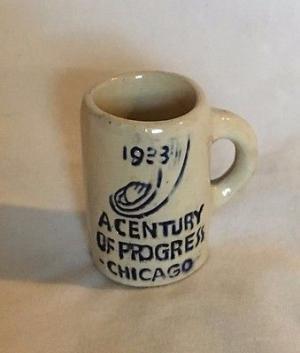 1933
A CENTURY
OF PROGRESS
- CHICAGO -